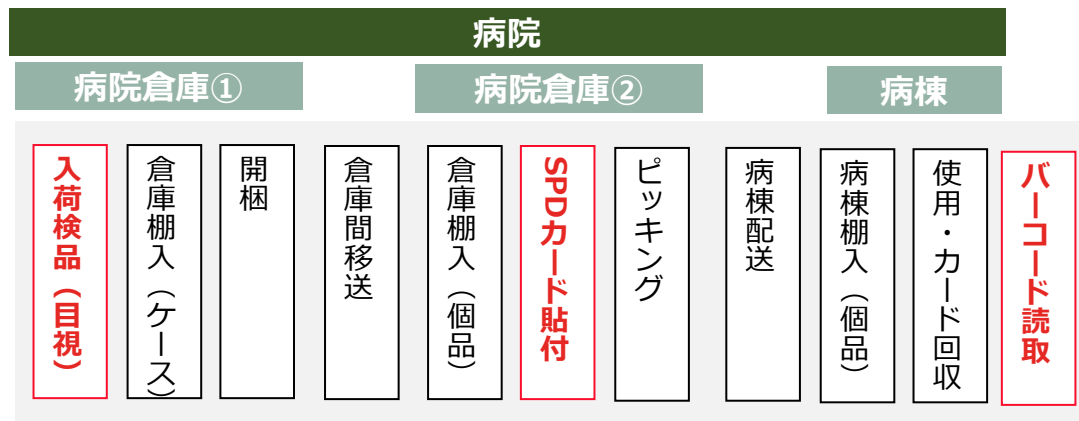 病院
病院倉庫①
病院倉庫②
病棟
入荷検品（目視）
倉庫棚入（ケース）
開梱
倉庫間移送
倉庫棚入（個品）
SPDカード貼付
ピッキング
病棟配送
病棟棚入（個品）
使用・カード回収
バーコード読取